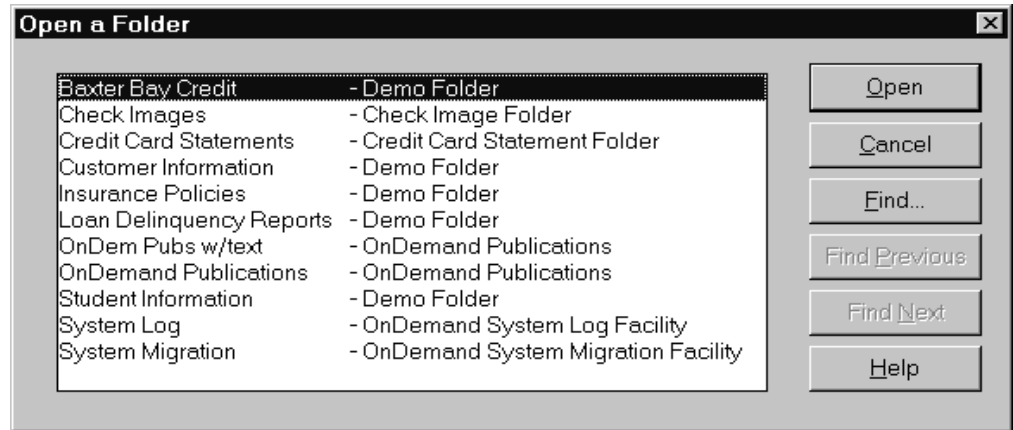 Open a Folder
Baxter Bay Credit - Demo Folder
Check Images - Check Image Folder
Credit Card Statements - Credit Card Statement Folder
Customer Information - Demo Folder
Insurance Policies - Demo Folder
Loan Delinquency Reports - Demo Folder
OnDem Pubs w/text - OnDemand Publications
OnDemand Publications - OnDemand Publications
Student Information - Demo Folder
System Log - OnDemand System Log Facility
System Migration - OnDemand System Migration Facility
Open
Cancel
Find...
Find Previous
Find Next
Help